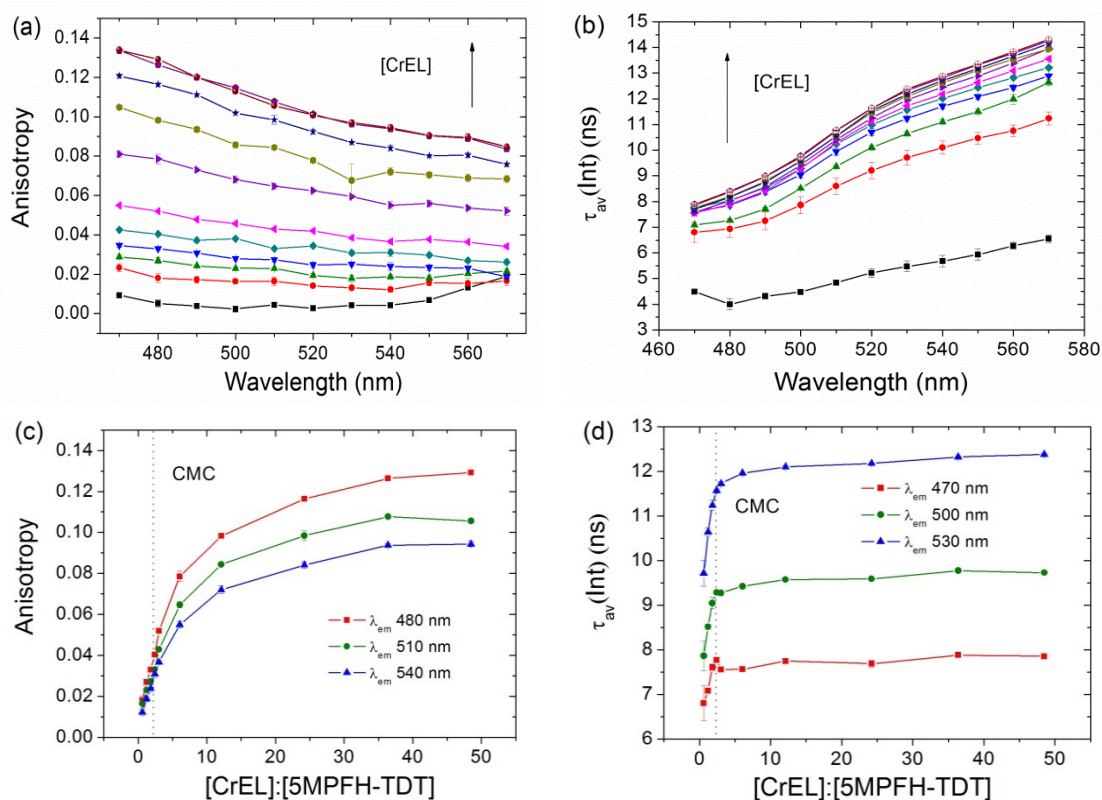 (a)
[CrEL]
Anisotropy
0.14
0.12
0.10
0.08
0.06
0.04
0.02
0.00
480 500 520 540 560
Wavelength (nm)
(b)
[CrEL]
τav(Int) (ns)
15
14
13
12
11
10
9
8
7
6
5
4
3
460 480 500 520 540 560 580
Wavelength (nm)
(c)
CMC
Anisotropy
0.14
0.12
0.10
0.08
0.06
0.04
0.02
0.00
λem 480 nm
λem 510 nm
λem 540 nm
0 10 20 30 40 50
[CrEL]:[5MPFH-TDT]
(d)
τav(Int) (ns)
13
12
11
10
9
8
7
6
CMC
λem 470 nm
λem 500 nm
λem 530 nm
0 10 20 30 40 50
[CrEL]:[5MPFH-TDT]